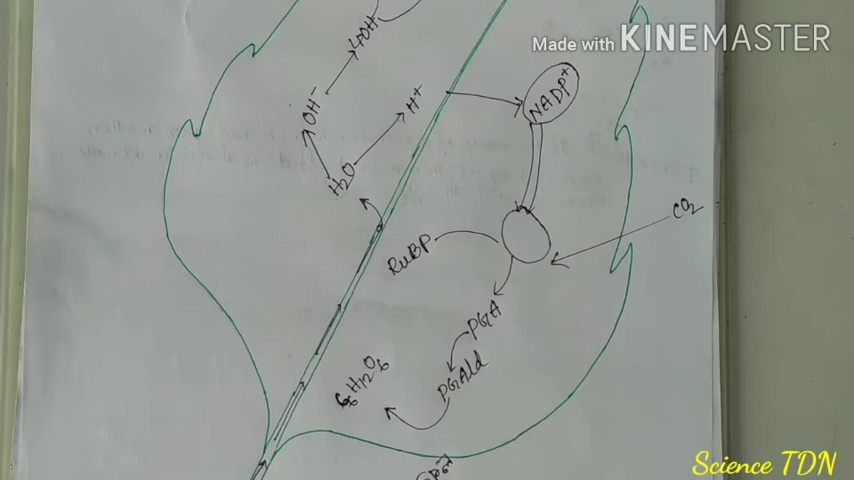 Made with KINEMASTER
4OH
OH⁻
H⁺
NADP⁺
H₂O
CO₂
RuBP
PGA
PGAld
C₆H₁₂O₆
Science TDN